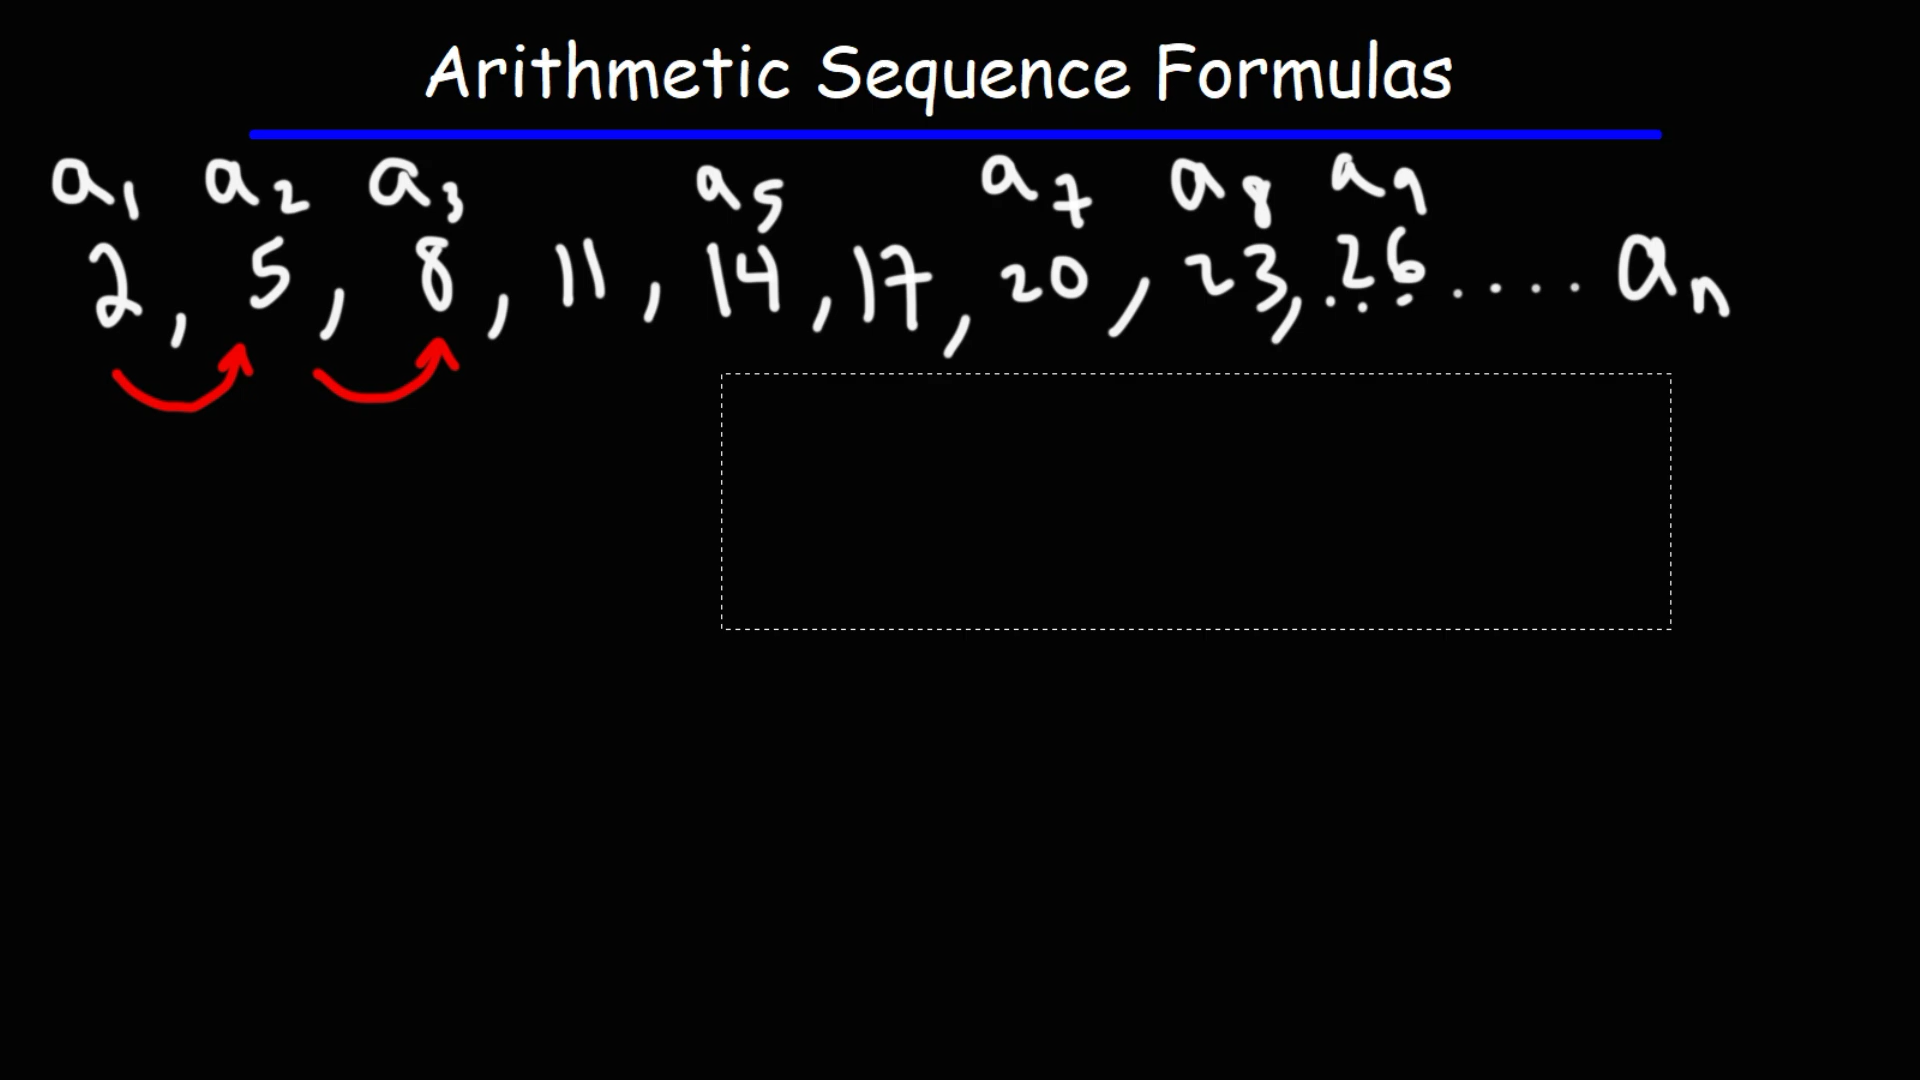 Arithmetic Sequence Formulas
a₁ a₂ a₃ a₅ a₇ a₈ a₉
2, 5, 8, 11, 14, 17, 20, 23, 26 ....... aₙ